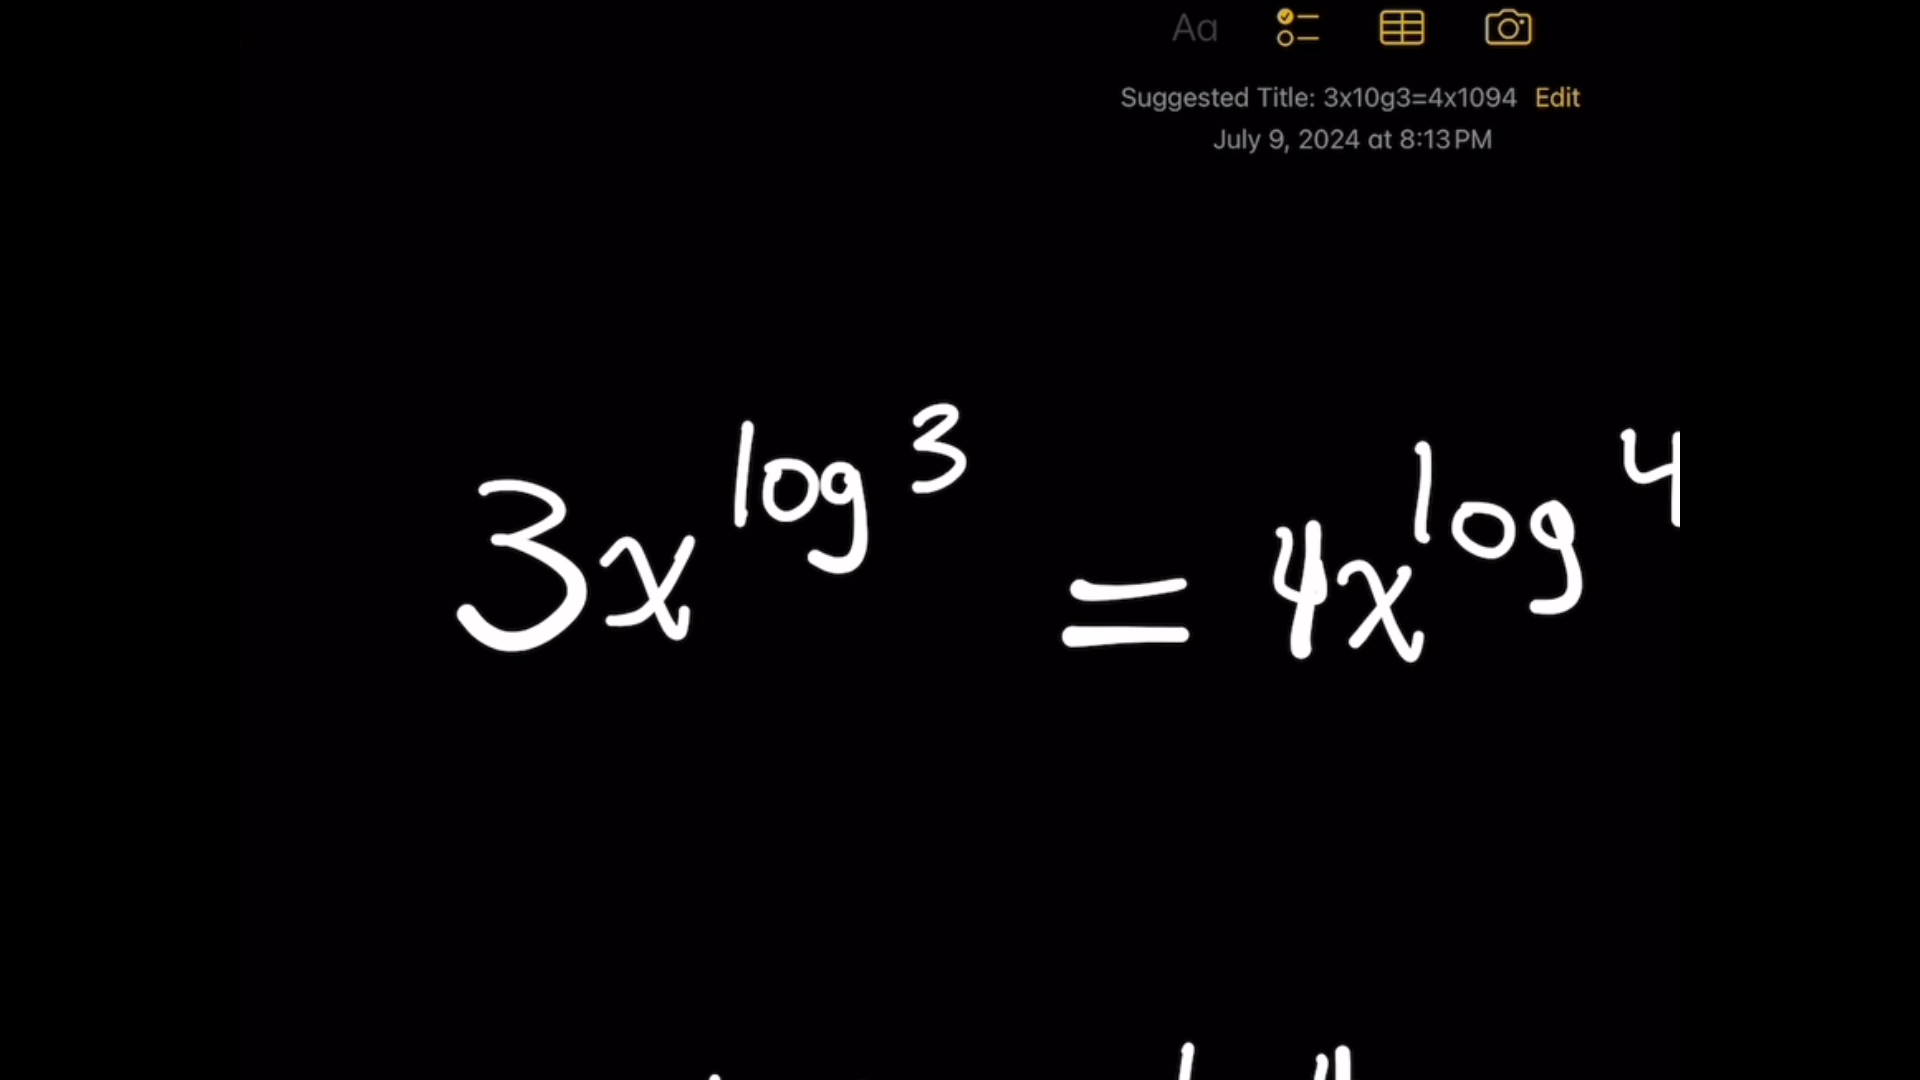 Aa
Suggested Title: 3x10g3=4x1094 Edit
July 9, 2024 at 8:13 PM
3x^log 3 = 4x^log 4